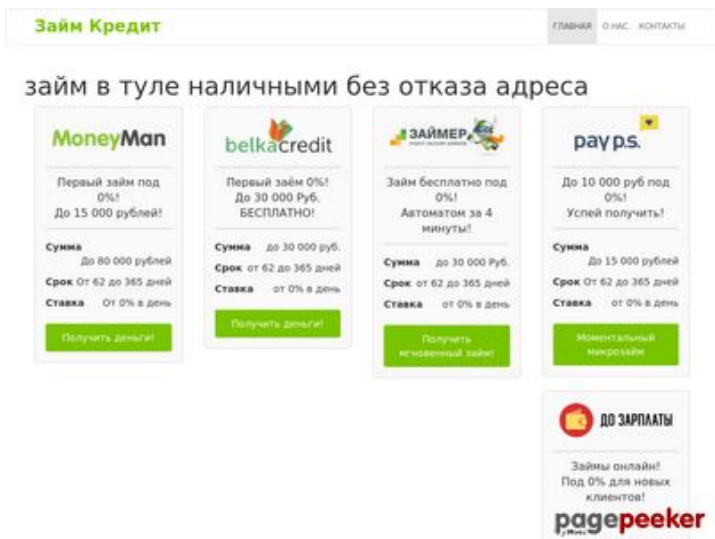 Займ Кредит
ГЛАВНАЯ О НАС КОНТАКТЫ
займ в туле наличными без отказа адреса
MoneyMan
Первый займ под
0%!
До 15 000 рублей!
Сумма
До 80 000 рублей
Срок От 62 до 365 дней
Ставка От 0% в день
Получить деньги!
belkacredit
Первый заём 0%!
До 30 000 Руб.
БЕСПЛАТНО!
Сумма до 30 000 руб.
Срок от 62 до 365 дней
Ставка от 0% в день
Получить деньги!
ЗАЙМЕР
Займ бесплатно под
0%!
Автоматом за 4
минуты!
Сумма до 30 000 Руб.
Срок от 62 до 365 дней
Ставка от 0% в день
Получить
мгновенный займ!
pay p.s.
До 10 000 руб под
0%!
Успей получить!
Сумма
До 15 000 рублей
Срок От 62 до 365 дней
Ставка от 0% в день
Моментальный
микрозайм
ДО ЗАРПЛАТЫ
Займы онлайн!
Под 0% для новых
клиентов!
pagepeeker